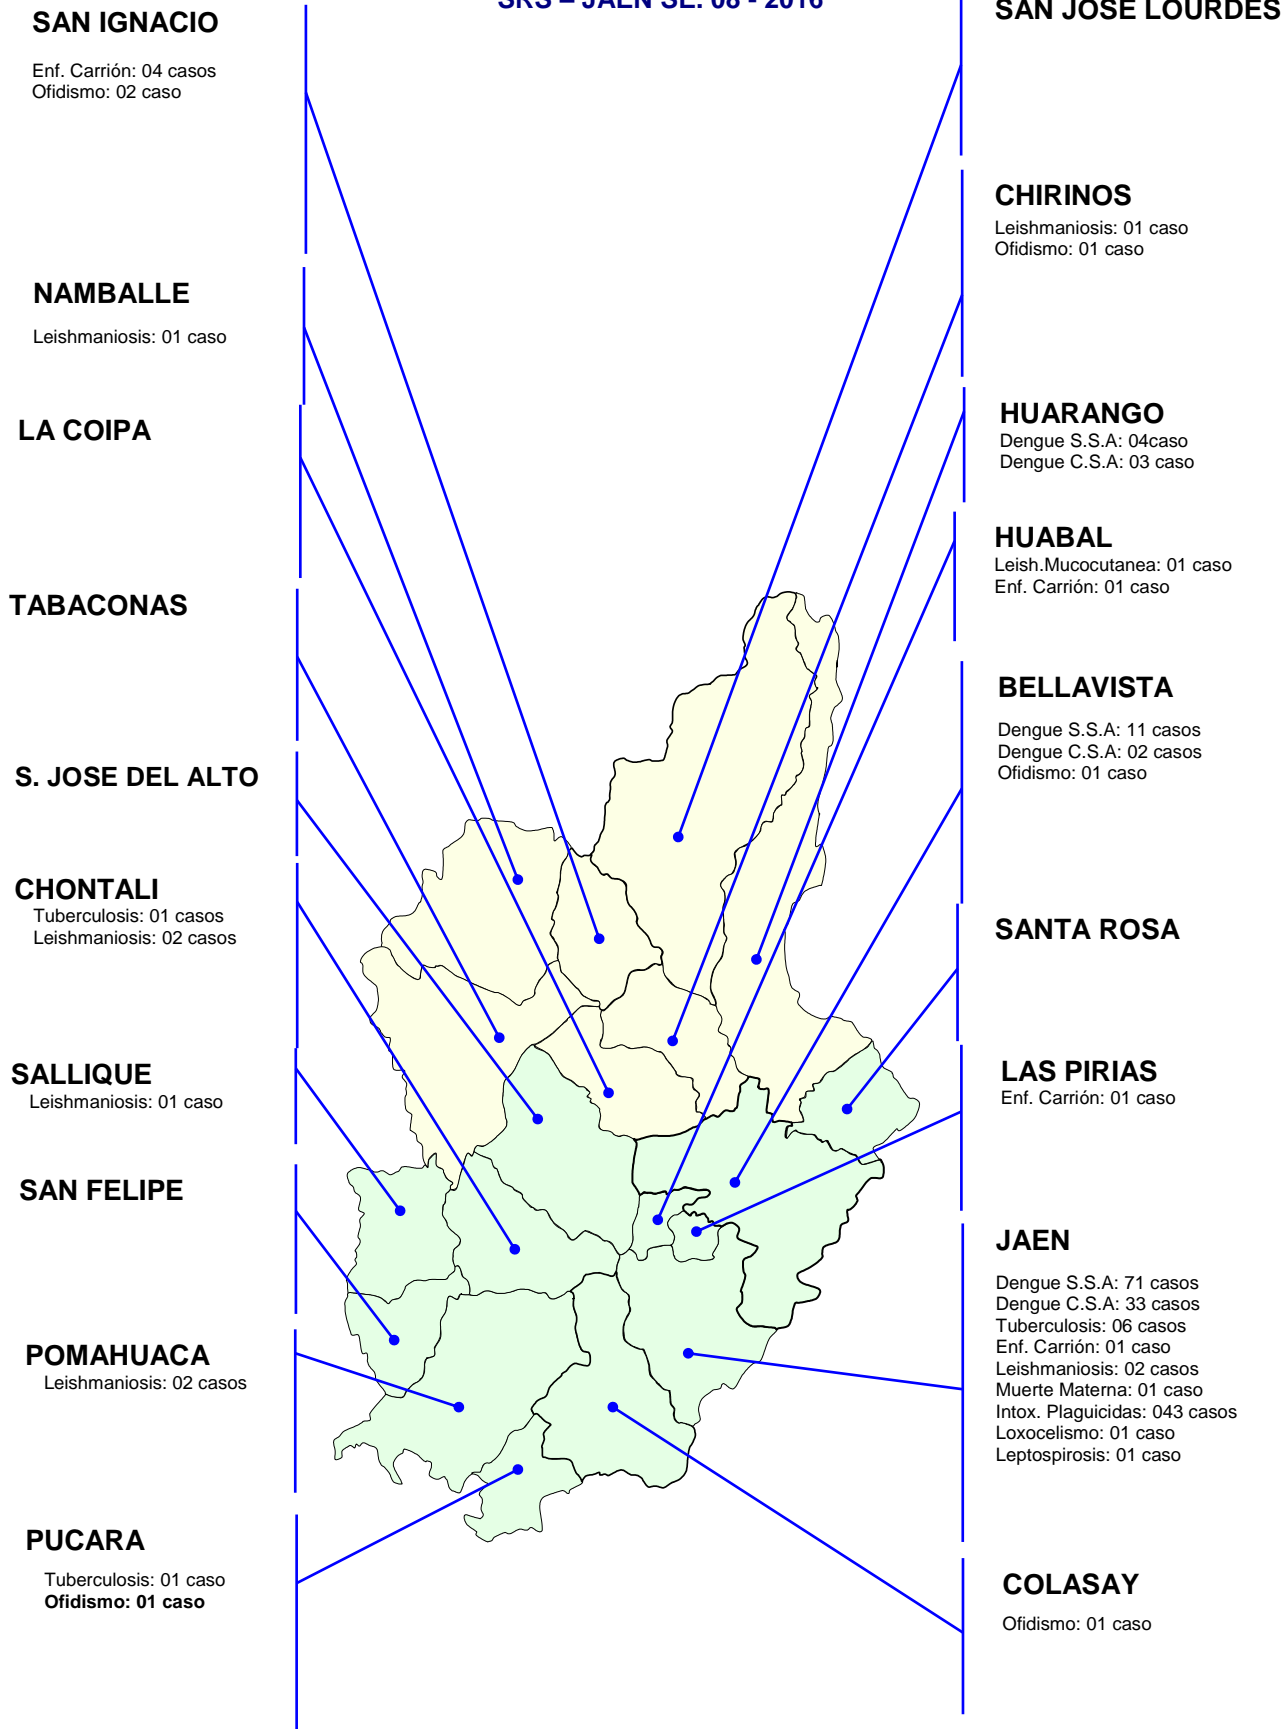 SRS – JAEN SE. 08 - 2016
SAN IGNACIO
Enf. Carrión: 04 casos
Ofidismo: 02 caso
NAMBALLE
Leishmaniosis: 01 caso
LA COIPA
TABACONAS
S. JOSE DEL ALTO
CHONTALI
Tuberculosis: 01 casos
Leishmaniosis: 02 casos
SALLIQUE
Leishmaniosis: 01 caso
SAN FELIPE
POMAHUACA
Leishmaniosis: 02 casos
PUCARA
Tuberculosis: 01 caso
Ofidismo: 01 caso
SAN JOSE LOURDES
CHIRINOS
Leishmaniosis: 01 caso
Ofidismo: 01 caso
HUARANGO
Dengue S.S.A: 04caso
Dengue C.S.A: 03 caso
HUABAL
Leish.Mucocutanea: 01 caso
Enf. Carrión: 01 caso
BELLAVISTA
Dengue S.S.A: 11 casos
Dengue C.S.A: 02 casos
Ofidismo: 01 caso
SANTA ROSA
LAS PIRIAS
Enf. Carrión: 01 caso
JAEN
Dengue S.S.A: 71 casos
Dengue C.S.A: 33 casos
Tuberculosis: 06 casos
Enf. Carrión: 01 caso
Leishmaniosis: 02 casos
Muerte Materna: 01 caso
Intox. Plaguicidas: 043 casos
Loxocelismo: 01 caso
Leptospirosis: 01 caso
COLASAY
Ofidismo: 01 caso